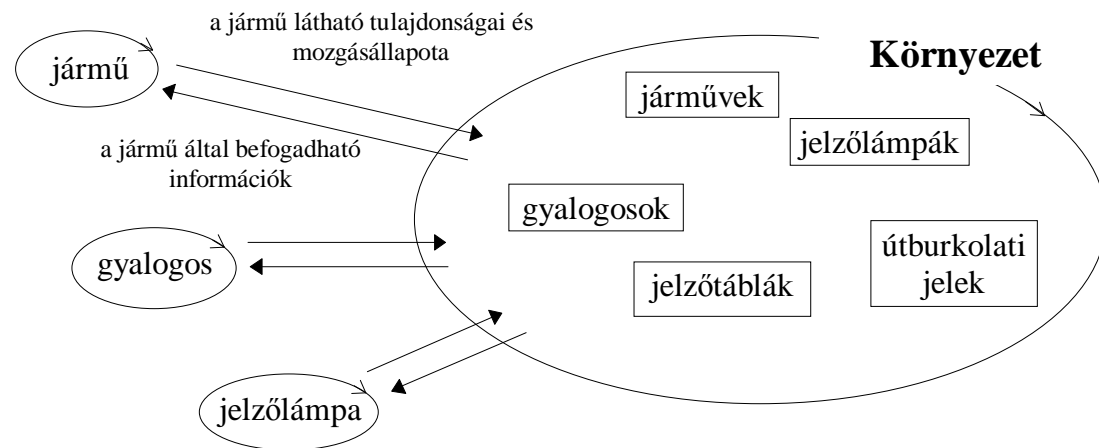 a jármű látható tulajdonságai és
mozgásállapota
jármű
Környezet
járművek
jelzőlámpák
a jármű által befogadható
információk
gyalogosok
gyalogos
útburkolati
jelek
jelzőtáblák
jelzőlámpa